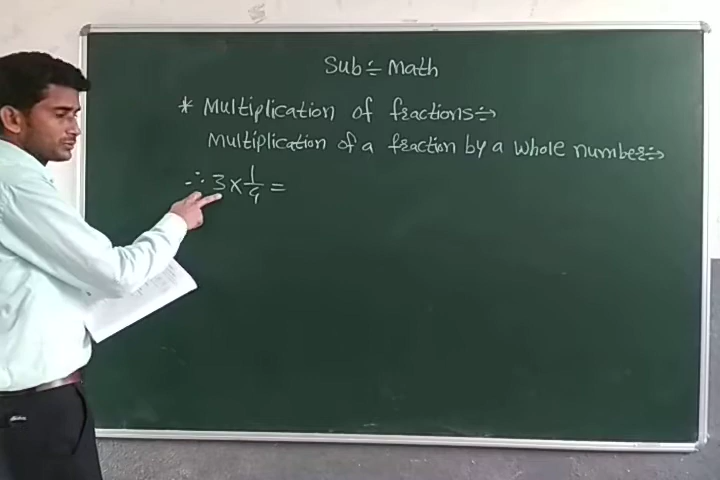 Sub÷ Math
* Multiplication of fractions÷→
Multiplication of a fraction by a whole number÷→
∴ 3 × 1/4 =